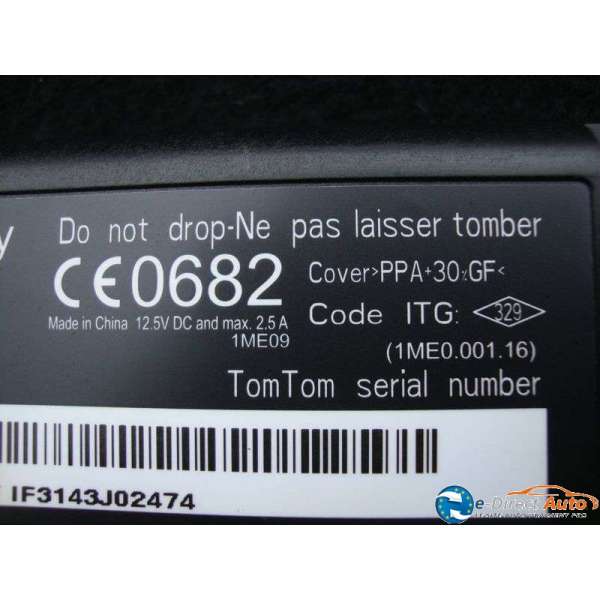 y
Do not drop-Ne pas laisser tomber
CE0682
Cover>PPA+30%GF<
Made in China 12.5V DC and max. 2.5A
1ME09
Code ITG: 329
(1ME0.001.16)
TomTom serial number
IF3143J02474
e-Direct Auto